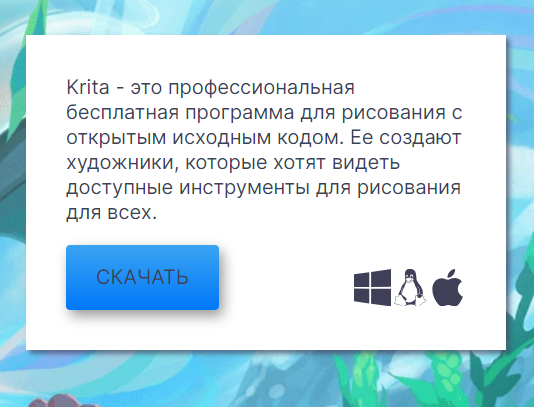 Krita - это профессиональная
бесплатная программа для рисования с
открытым исходным кодом. Ее создают
художники, которые хотят видеть
доступные инструменты для рисования
для всех.
СКАЧАТЬ